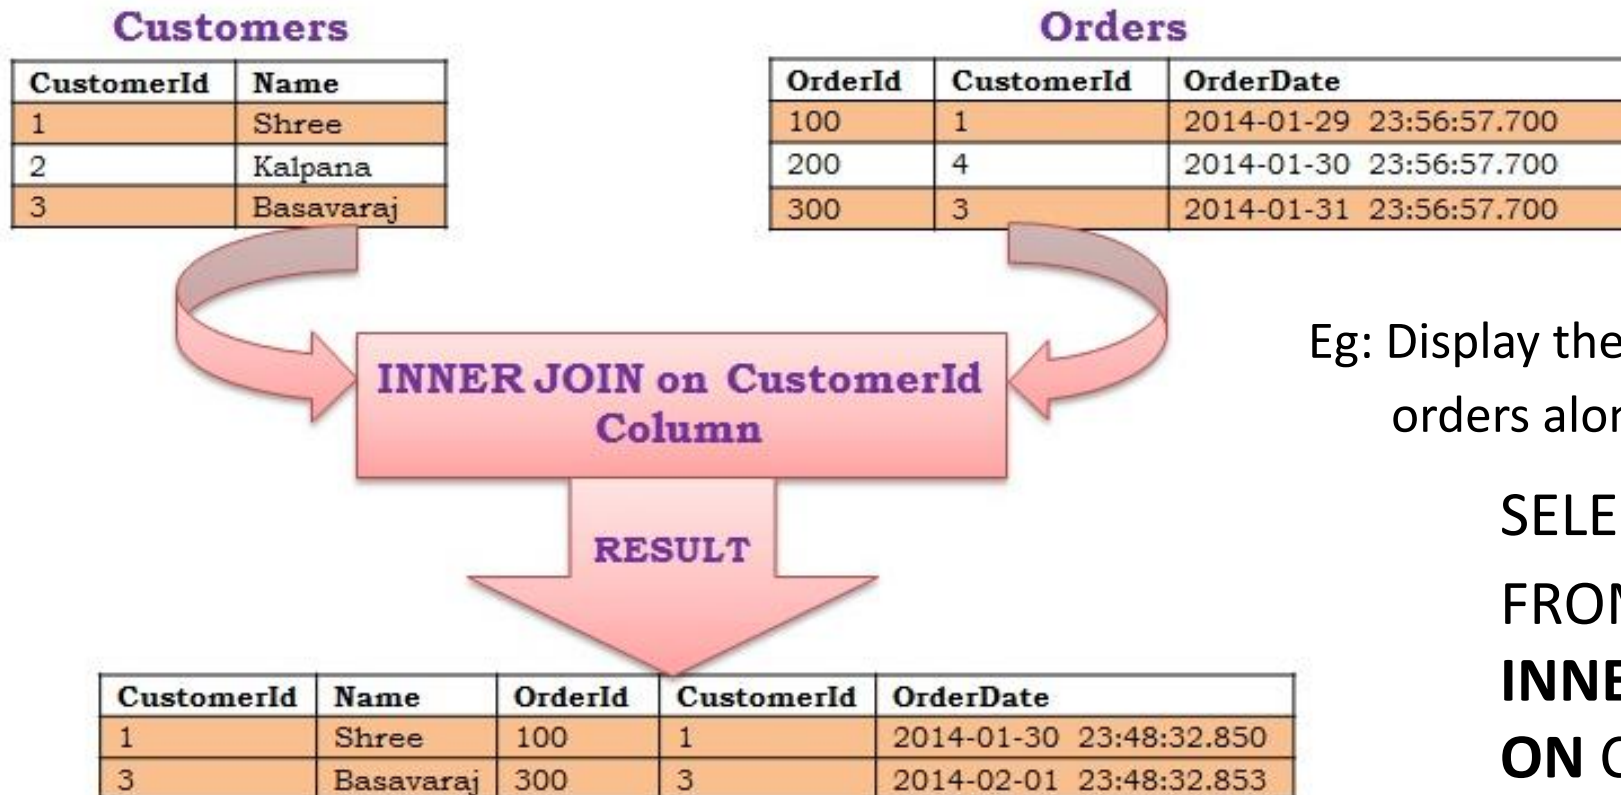 Customers
CustomerId Name
1 Shree
2 Kalpana
3 Basavaraj
Orders
OrderId CustomerId OrderDate
100 1 2014-01-29 23:56:57.700
200 4 2014-01-30 23:56:57.700
300 3 2014-01-31 23:56:57.700
INNER JOIN on CustomerId
Column
RESULT
CustomerId Name OrderId CustomerId OrderDate
1 Shree 100 1 2014-01-30 23:48:32.850
3 Basavaraj 300 3 2014-02-01 23:48:32.853
Eg: Display the
orders
ON